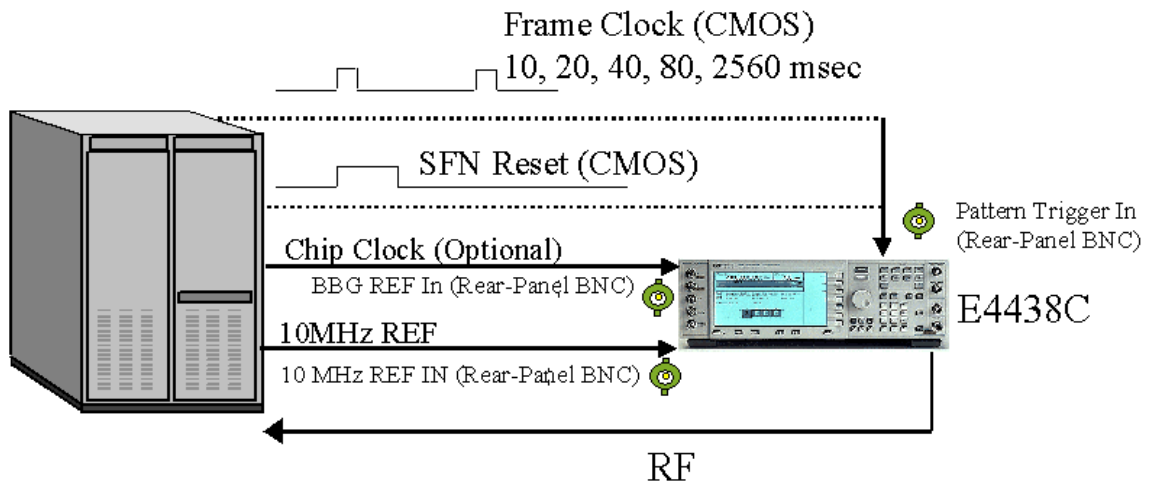 Frame Clock (CMOS)
10, 20, 40, 80, 2560 msec
SFN Reset (CMOS)
Pattern Trigger In
(Rear-Panel BNC)
Chip Clock (Optional)
BBG REF In (Rear-Panel BNC)
E4438C
10MHz REF
10 MHz REF IN (Rear-Panel BNC)
RF